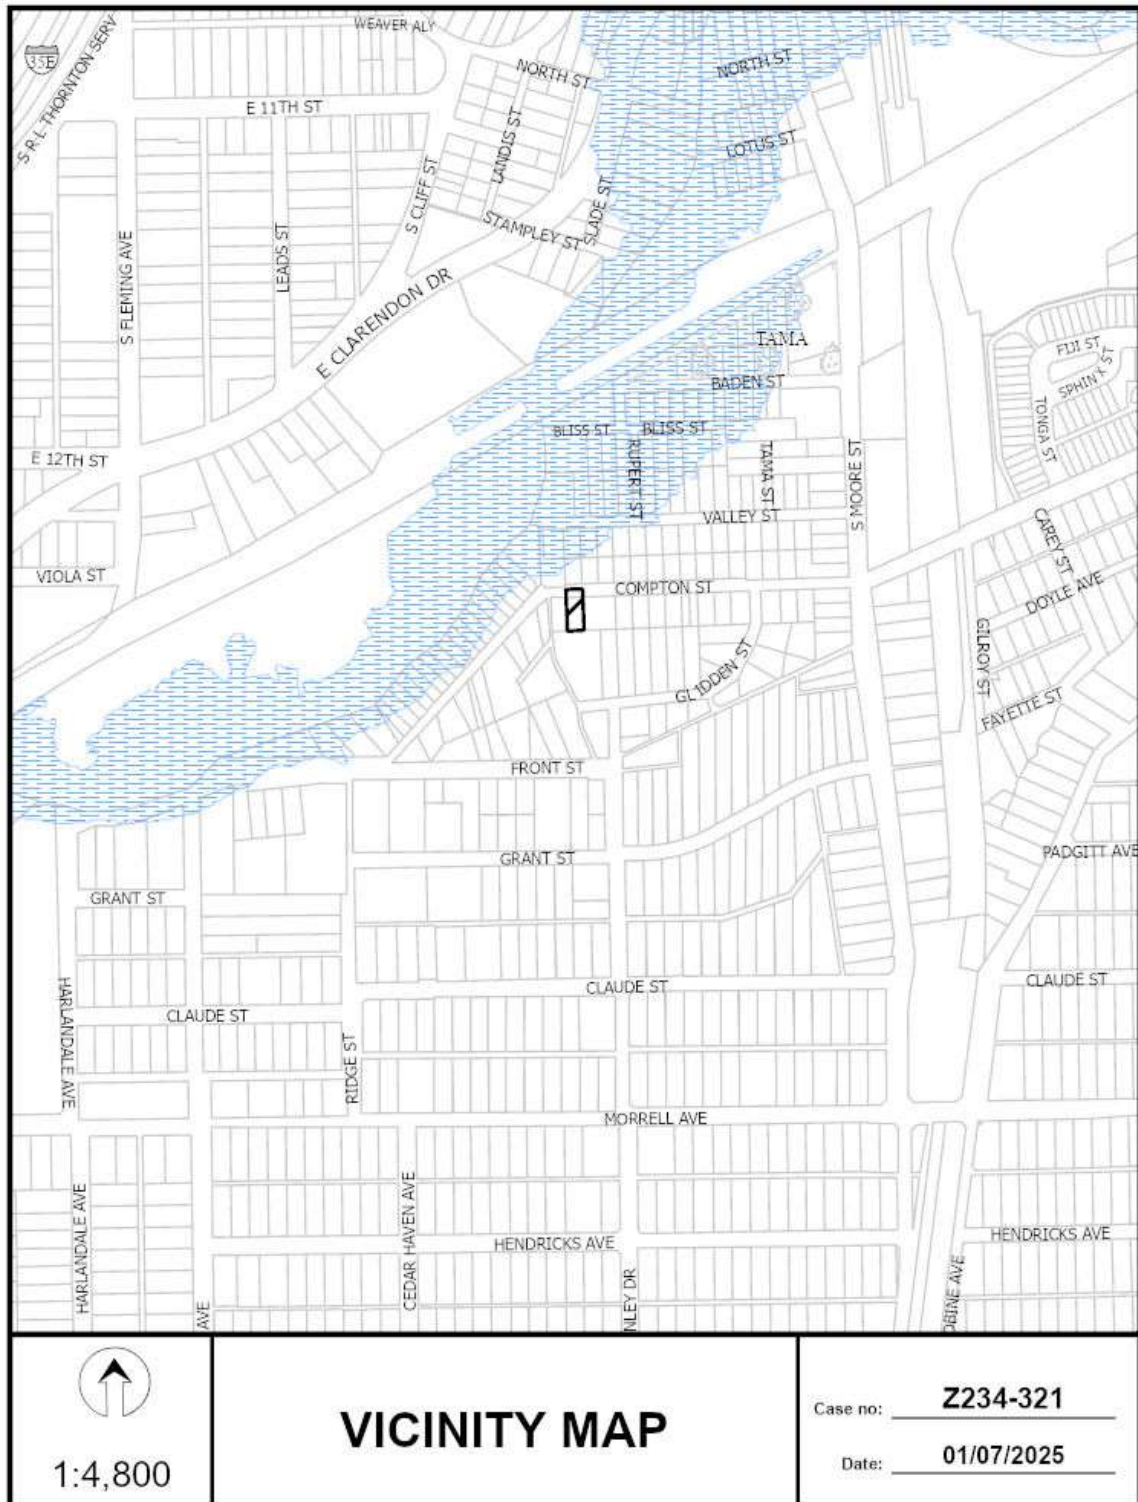 WEAVER ALY
35E
S R L THORNTON SERV
NORTH ST
NORTH ST
E 11TH ST
LANDIS ST
LOTUS ST
S CLIFF ST
SLADE ST
STAMPLEY ST
S FLEMING AVE
LEADS ST
E CLARENDON DR
TAMA
FIJI ST
SPHINX ST
BADEN ST
TONGA ST
BLISS ST
BLISS ST
RUPERT ST
TAMA ST
S MOORE ST
E 12TH ST
VALLEY ST
CAREY ST
VIOLA ST
COMPTON ST
DOYLE AVE
GILROY ST
GLIDDEN ST
FAYETTE ST
FRONT ST
GRANT ST
PADGITT AVE
GRANT ST
CLAUDE ST
CLAUDE ST
HARLANDALE AVE
CLAUDE ST
RIDGE ST
MORRELL AVE
HARLANDALE AVE
CEDAR HAVEN AVE
HENDRICKS AVE
HENDRICKS AVE
AVE
NLEY DR
OBINE AVE
1:4,800
VICINITY MAP
Case no: Z234-321
Date: 01/07/2025